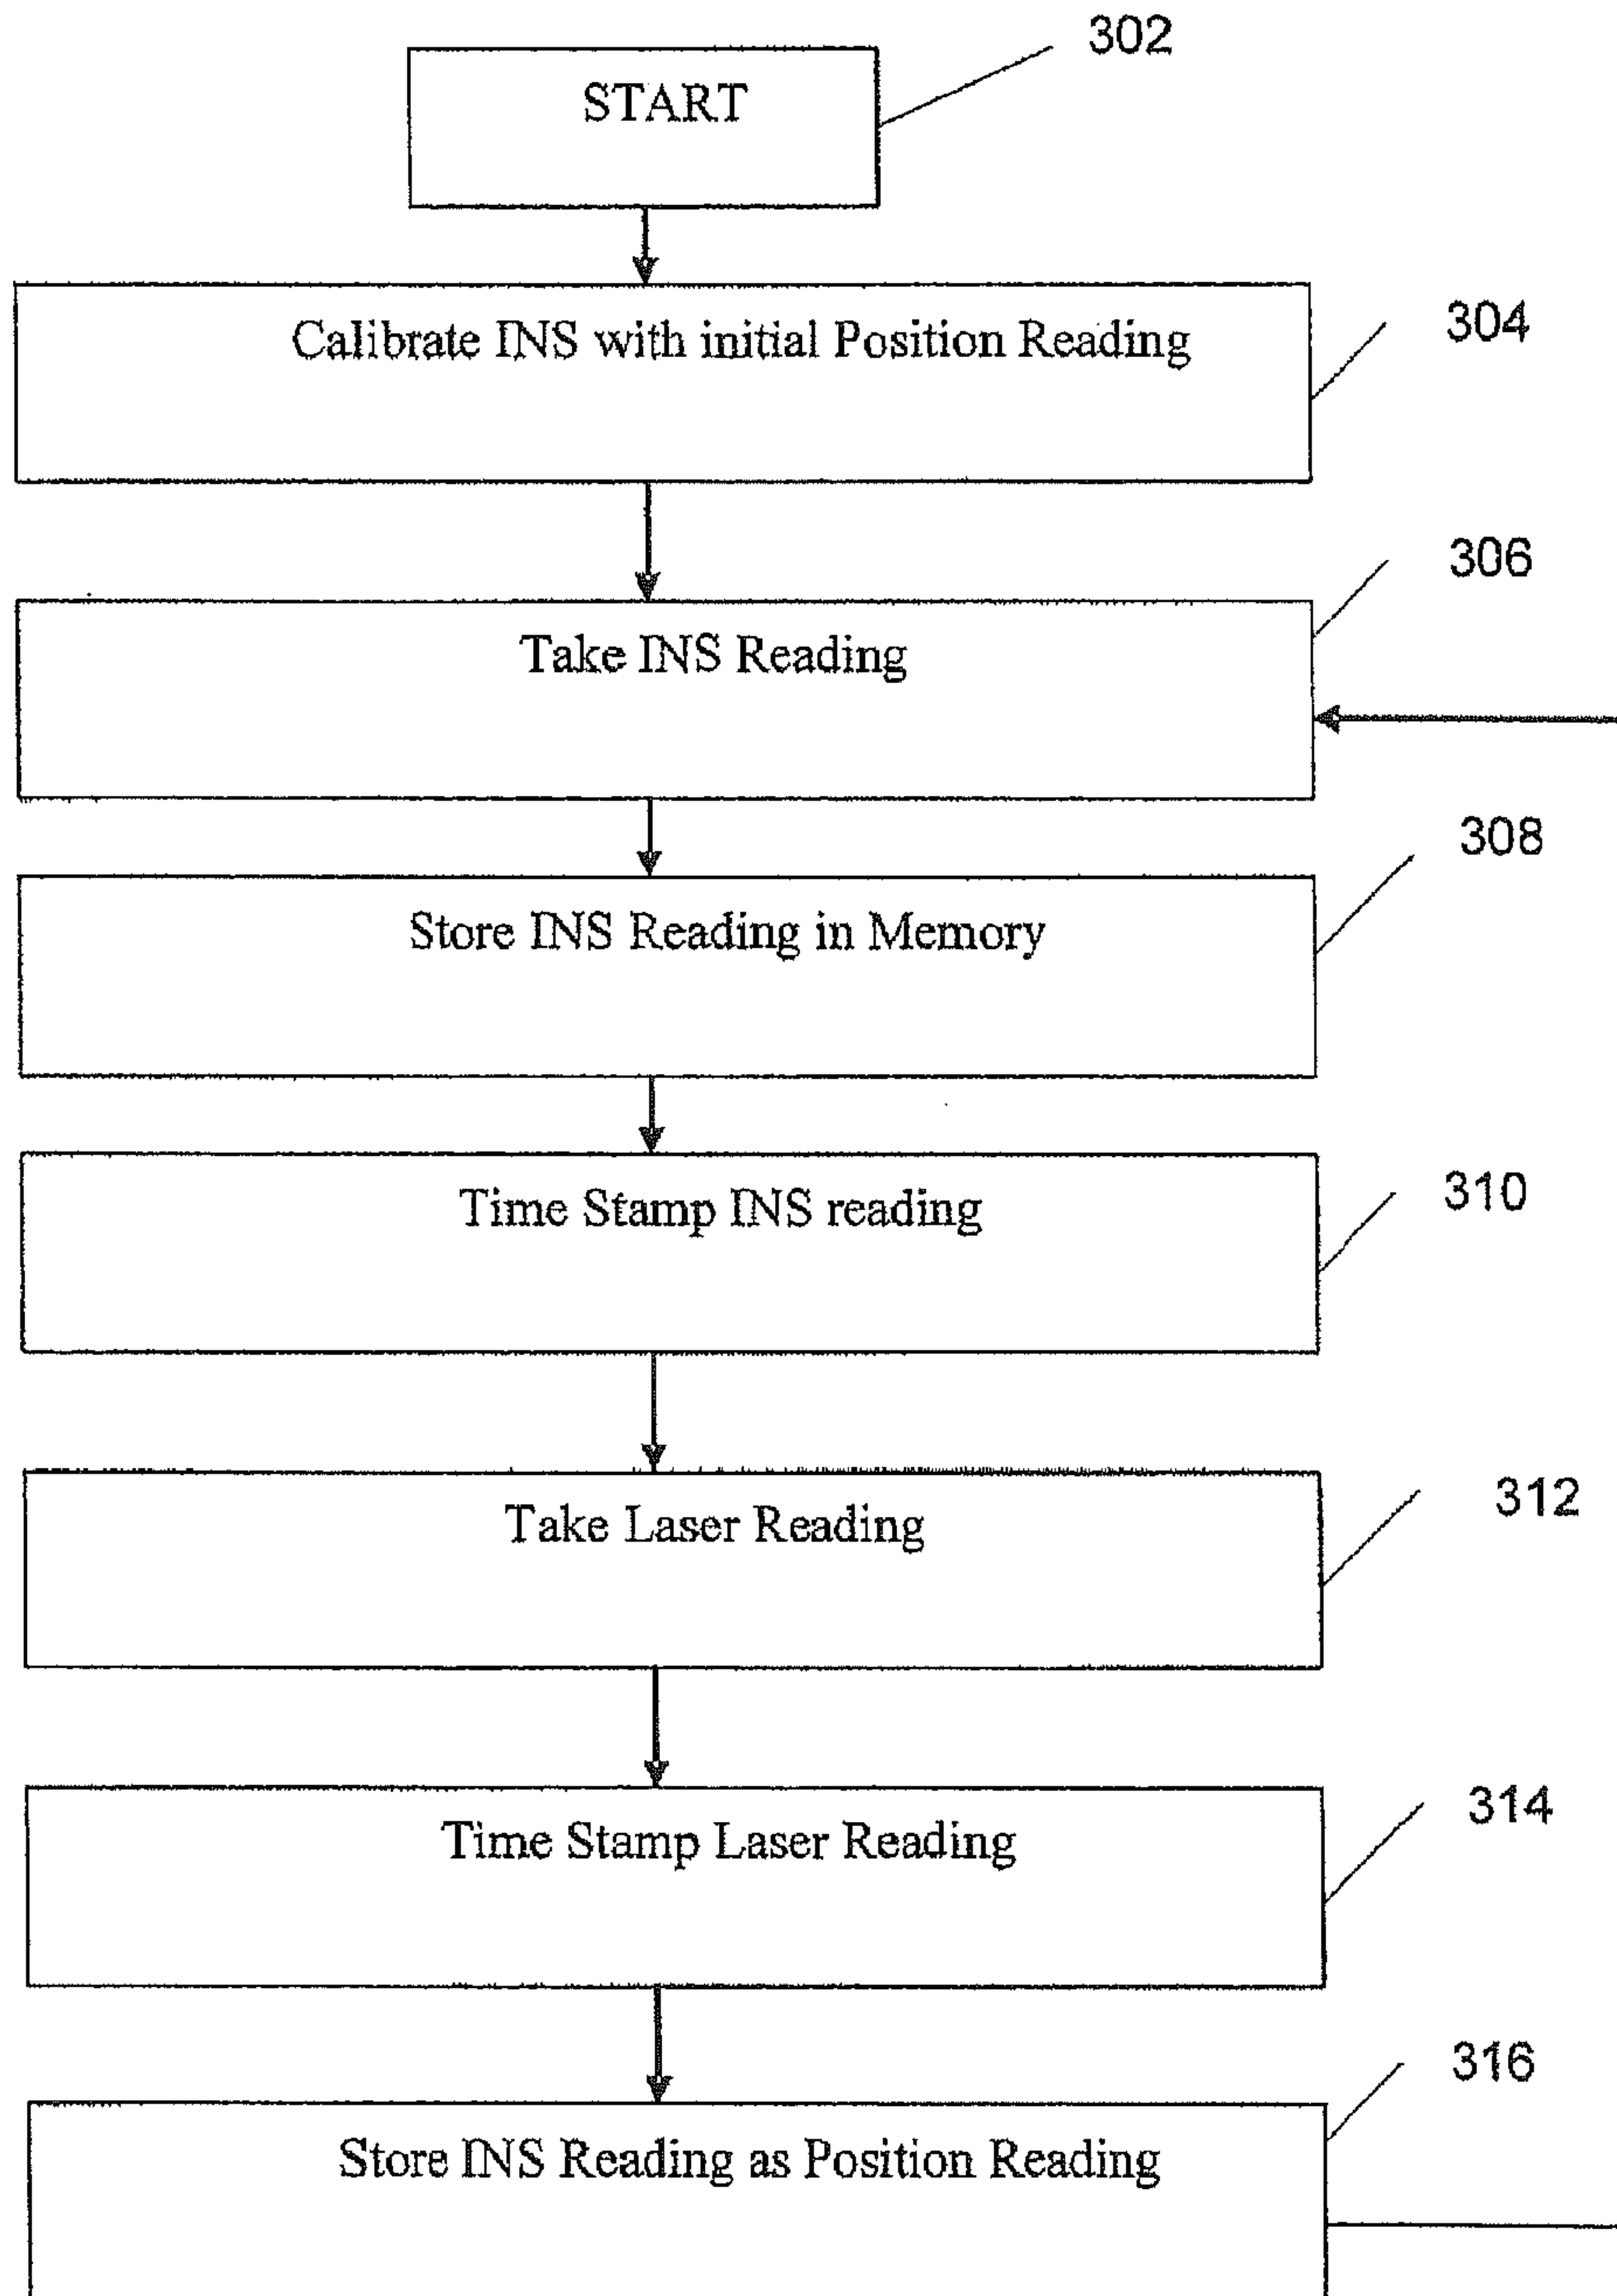 302
START
304
Calibrate INS with initial Position Reading
306
Take INS Reading
308
Store INS Reading in Memory
310
Time Stamp INS reading
312
Take Laser Reading
314
Time Stamp Laser Reading
316
Store INS Reading as Position Reading